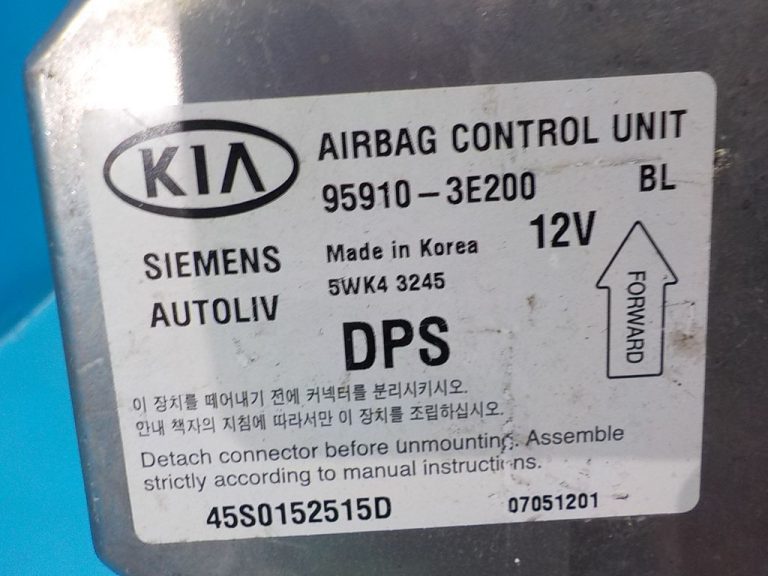 KIA
AIRBAG CONTROL UNIT
95910-3E200 BL
SIEMENS
AUTOLIV
Made in Korea
5WK4 3245
12V
FORWARD
DPS
이 장치를 떼어내기 전에 커넥터를 분리시키시오.
안내 책자의 지침에 따라서만 이 장치를 조립하십시오.
Detach connector before unmounting. Assemble
strictly according to manual instructions.
45S0152515D
07051201